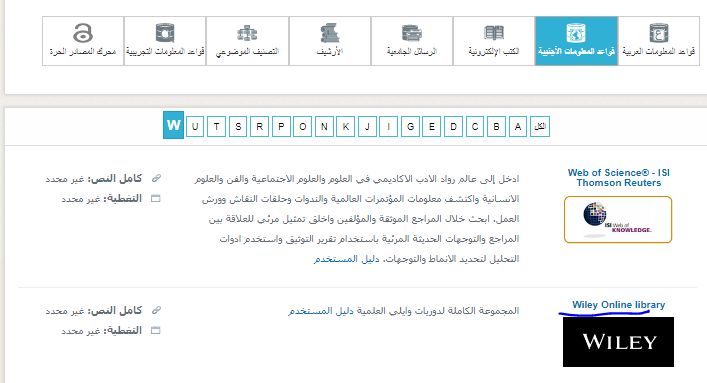 قواعد المعلومات العربية
قواعد المعلومات الأجنبية
الكتب الإلكترونية
الرسائل الجامعية
الأرشيف
التصنيف الموضوعي
قواعد المعلومات التجريبية
محرك المصادر الحرة
الكل A B C D E G I J K N O P R S T U W
Web of Science® - ISI
Thomson Reuters
ISI Web of
KNOWLEDGE.
ادخل إلى عالم رواد الادب الاكاديمي في العلوم والعلوم الاجتماعية والفن والعلوم
الانسانية واكتشف معلومات المؤتمرات العالمية والندوات وحلقات النقاش وورش
العمل. ابحث خلال المراجع الموثقة والمؤلفين واخلق تمثيل مرئي للعلاقة بين
المراجع والتوجهات الحديثة المرئية باستخدام تقرير التوثيق واستخدم ادوات
التحليل لتحديد الانماط والتوجهات. دليل المستخدم
كامل النص: غير محدد
التغطية: غير محدد
Wiley Online library
WILEY
المجموعة الكاملة لدوريات وايلي العلمية دليل المستخدم
كامل النص: غير محدد
التغطية: غير محدد